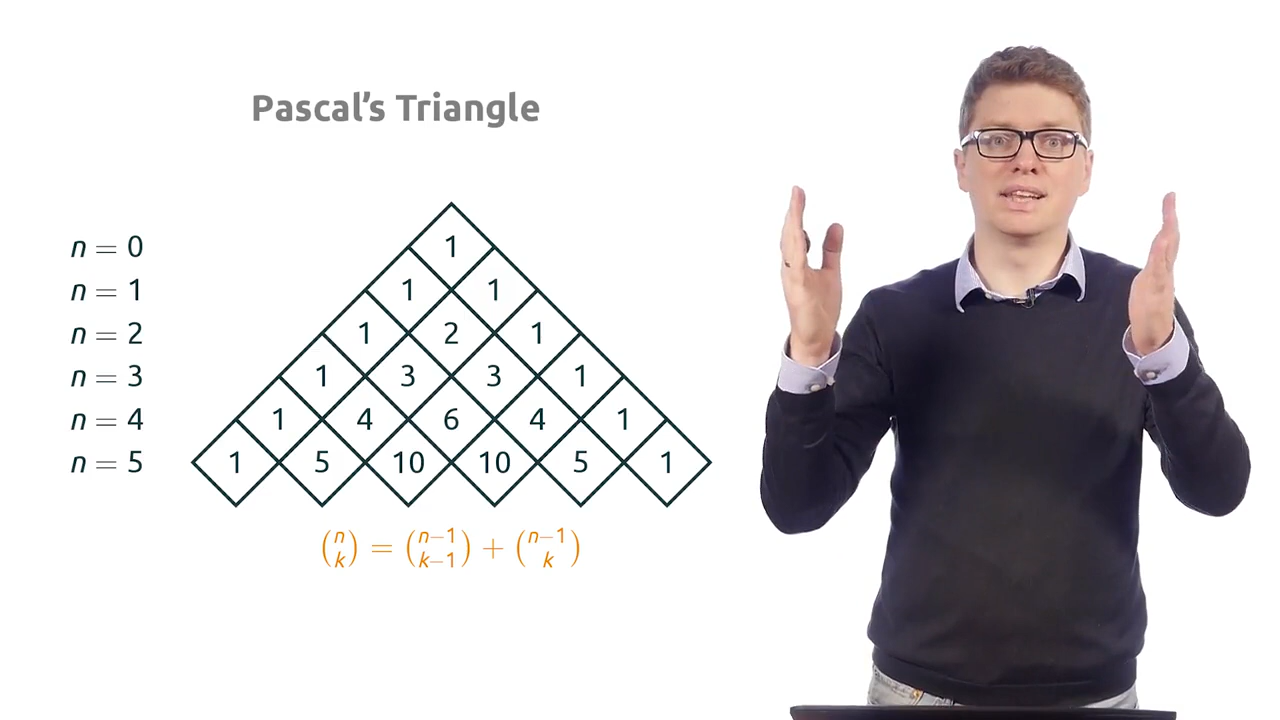 Pascal's Triangle
n = 0 1
n = 1 1 1
n = 2 1 2 1
n = 3 1 3 3 1
n = 4 1 4 6 4 1
n = 5 1 5 10 10 5 1
(n k) = (n−1 k−1) + (n−1 k)